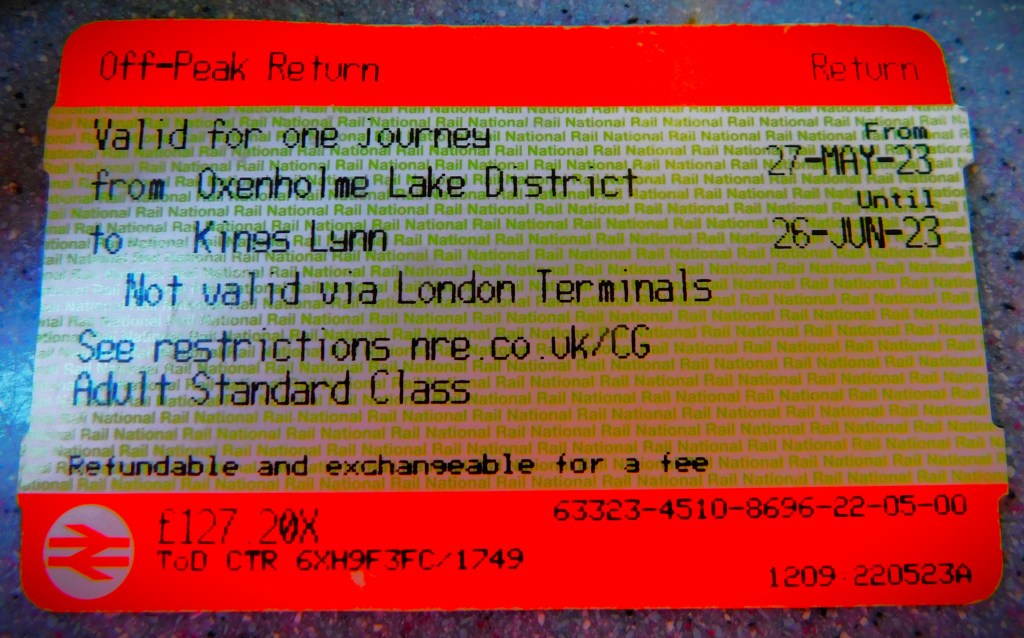 Off-Peak Return Return
Valid for one journey From
27-MAY-23
from Oxenholme Lake District
Until
to Kings Lynn 26-JUN-23
Not valid via London Terminals
See restrictions nre.co.uk/CG
Adult Standard Class
Refundable and exchangeable for a fee
£127.20X 63323-4510-8696-22-05-00
ToD CTR 6XH9F3FC/1749
1209 220523A